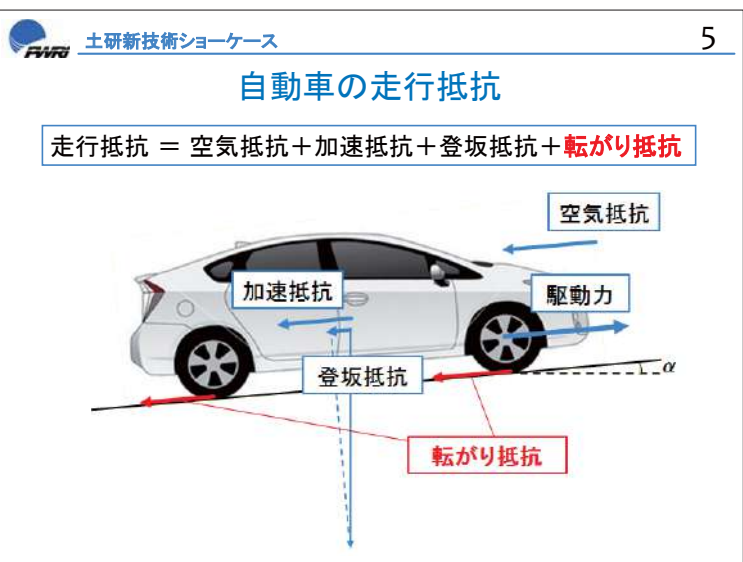 PWRI 土研新技術ショーケース 5
自動車の走行抵抗
走行抵抗 ＝ 空気抵抗＋加速抵抗＋登坂抵抗＋転がり抵抗
空気抵抗
加速抵抗
駆動力
登坂抵抗
α
転がり抵抗